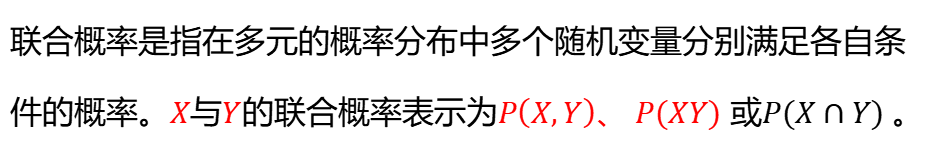 联合概率是指在多元的概率分布中多个随机变量分别满足各自条
件的概率。X与Y的联合概率表示为P(X,Y)、 P(XY) 或P(X ∩ Y) 。